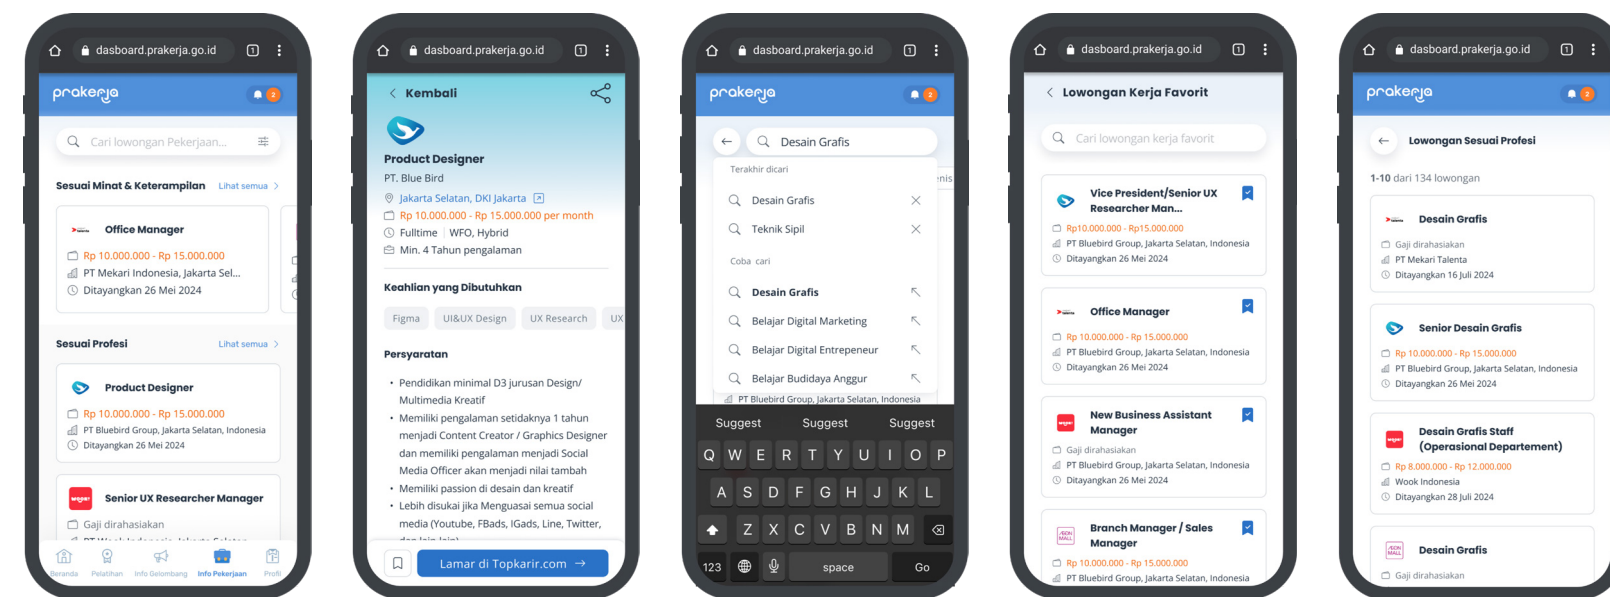 dasboard.prakerja.go.id
1
prakerja
2
Cari lowongan Pekerjaan...
Sesuai Minat & Keterampilan
Lihat semua
Office Manager
Rp 10.000.000 - Rp 15.000.000
PT Mekari Indonesia, Jakarta Sel...
Ditayangkan 26 Mei 2024
Sesuai Profesi
Lihat semua
Product Designer
Rp 10.000.000 - Rp 15.000.000
PT Bluebird Group, Jakarta Selatan, Indonesia
Ditayangkan 26 Mei 2024
Senior UX Researcher Manager
Gaji dirahasiakan
Beranda
Pelatihan
Info Gelombang
Info Pekerjaan
Profil
dasboard.prakerja.go.id
1
Kembali
Product Designer
PT. Blue Bird
Jakarta Selatan, DKI Jakarta
Rp 10.000.000 - Rp 15.000.000 per month
Fulltime | WFO, Hybrid
Min. 4 Tahun pengalaman
Keahlian yang Dibutuhkan
Figma
UI&UX Design
UX Research
UX
Persyaratan
• Pendidikan minimal D3 jurusan Design/
Multimedia Kreatif
• Memiliki pengalaman setidaknya 1 tahun
menjadi Content Creator / Graphics Designer
dan memiliki pengalaman menjadi Social
Media Officer akan menjadi nilai tambah
• Memiliki passion di desain dan kreatif
• Lebih disukai jika Menguasai semua social
media (Youtube, FBads, IGads, Line, Twitter,
dan lain-lain)
Lamar di Topkarir.com →
dasboard.prakerja.go.id
1
prakerja
2
Desain Grafis
Terakhir dicari
enis
Desain Grafis
Teknik Sipil
Coba cari
Desain Grafis
Belajar Digital Marketing
Belajar Digital Entrepeneur
Belajar Budidaya Anggur
PT Bluebird Group, Jakarta Selatan, Indonesia
Suggest
Suggest
Suggest
Q W E R T Y U I O P
A S D F G H J K L
Z X C V B N M
123
space
Go
dasboard.prakerja.go.id
1
Lowongan Kerja Favorit
Cari lowongan kerja favorit
Vice President/Senior UX
Researcher Man...
Rp10.000.000 - Rp15.000.000
PT Bluebird Group, Jakarta Selatan, Indonesia
Ditayangkan 26 Mei 2024
Office Manager
Rp 10.000.000 - Rp 15.000.000
PT Bluebird Group, Jakarta Selatan, Indonesia
Ditayangkan 26 Mei 2024
New Business Assistant
Manager
Gaji dirahasiakan
PT Bluebird Group, Jakarta Selatan, Indonesia
Ditayangkan 26 Mei 2024
AEON
MALL
Branch Manager / Sales
Manager
Rp 10.000.000 - Rp 15.000.000
PT Bluebird Group, Jakarta Selatan, Indonesia
dasboard.prakerja.go.id
1
prakerja
2
Lowongan Sesuai Profesi
1-10 dari 134 lowongan
Desain Grafis
Gaji dirahasiakan
PT Mekari Talenta
Ditayangkan 16 Juli 2024
Senior Desain Grafis
Rp 10.000.000 - Rp 15.000.000
PT Bluebird Group, Jakarta Selatan, Indonesia
Ditayangkan 26 Mei 2024
Desain Grafis Staff
(Operasional Departement)
Rp 8.000.000 - Rp 12.000.000
Wook Indonesia
Ditayangkan 28 Juli 2024
AEON
MALL
Desain Grafis
Gaji dirahasiakan